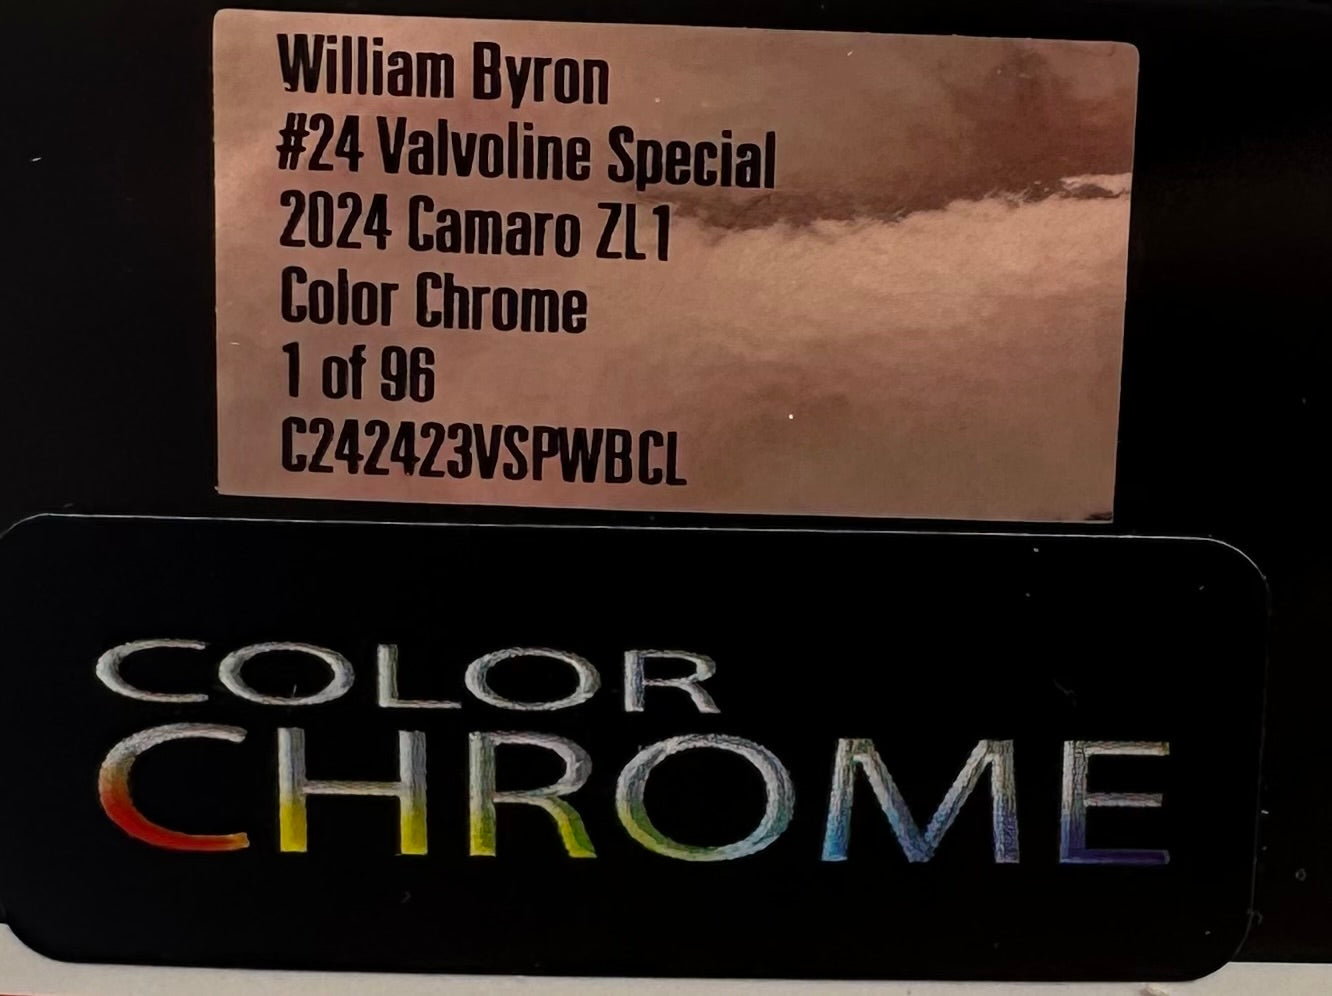 William Byron
#24 Valvoline Special
2024 Camaro ZL1
Color Chrome
1 of 96
C242423VSPWBCL
COLOR
CHROME